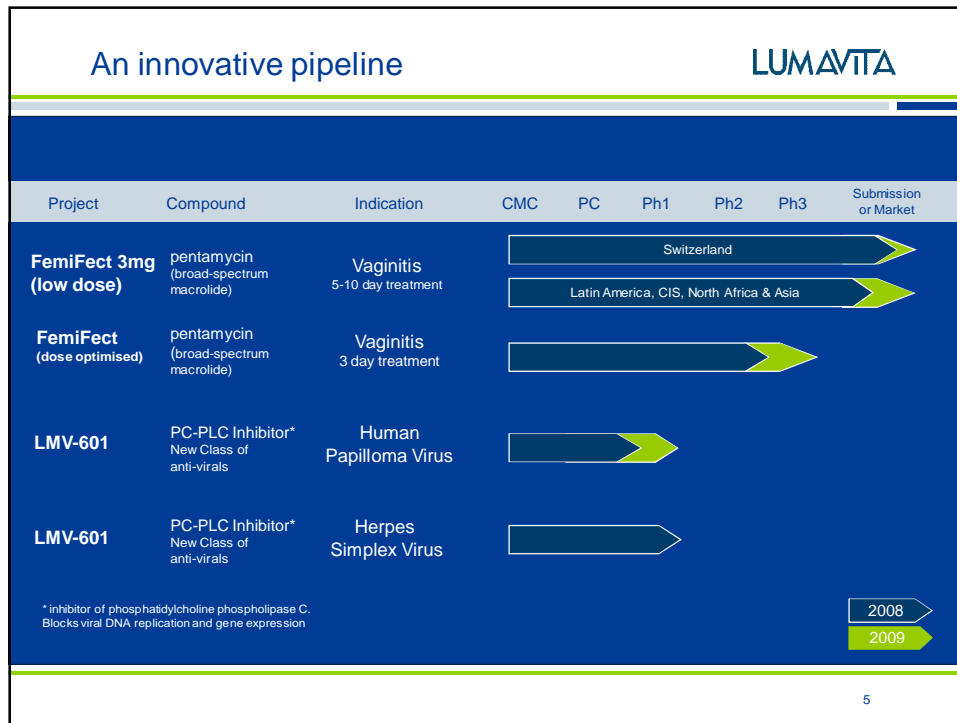 An innovative pipeline
LUMAVITA
Project Compound Indication CMC PC Ph1 Ph2 Ph3 Submission
or Market
FemiFect 3mg
(low dose)
pentamycin
(broad-spectrum
macrolide)
Vaginitis
5-10 day treatment
Switzerland
Latin America, CIS, North Africa & Asia
FemiFect
(dose optimised)
pentamycin
(broad-spectrum
macrolide)
Vaginitis
3 day treatment
LMV-601
PC-PLC Inhibitor*
New Class of
anti-virals
Human
Papilloma Virus
LMV-601
PC-PLC Inhibitor*
New Class of
anti-virals
Herpes
Simplex Virus
* inhibitor of phosphatidylcholine phospholipase C.
Blocks viral DNA replication and gene expression
2008
2009
5